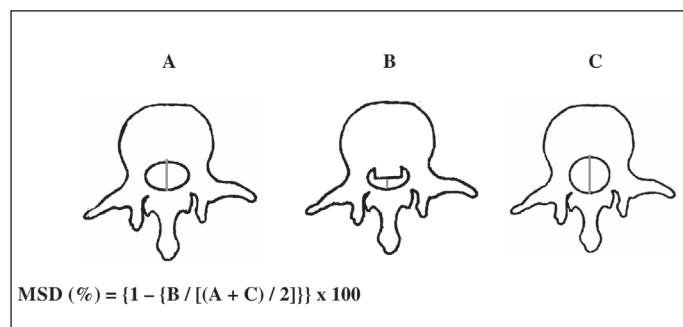 A B C
MSD (%) = {1 – {B / [(A + C) / 2]}} x 100